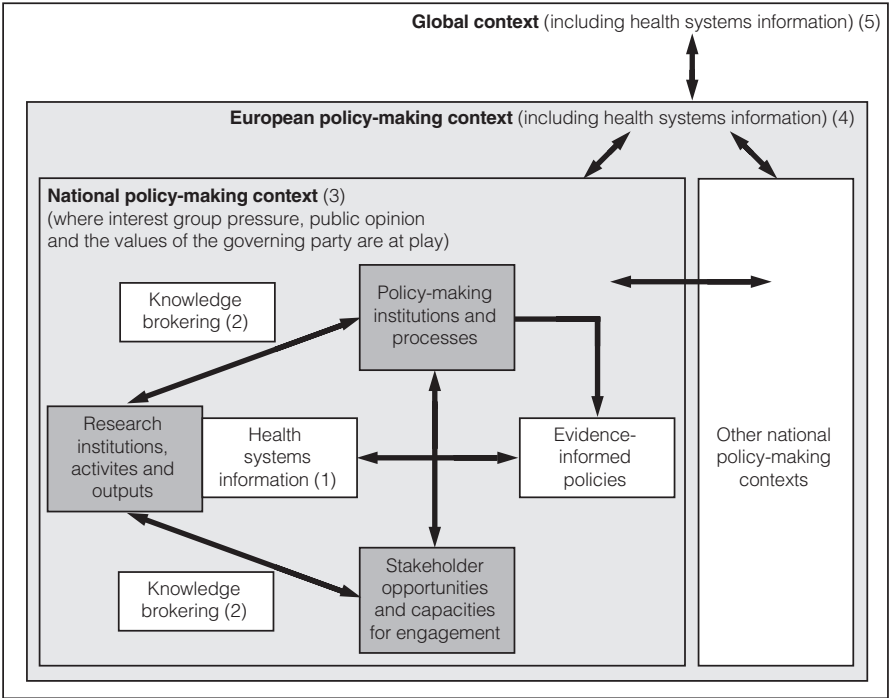 Global context (including health systems information) (5)
European policy-making context (including health systems information) (4)
National policy-making context (3)
(where interest group pressure, public opinion
and the values of the governing party are at play)
Knowledge
brokering (2)
Policy-making
institutions and
processes
Research
institutions,
activites and
outputs
Health
systems
information (1)
Evidence-
informed
policies
Other national
policy-making
contexts
Knowledge
brokering (2)
Stakeholder
opportunities
and capacities
for engagement